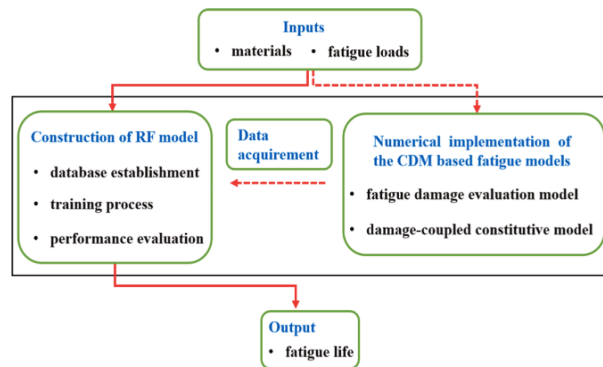 Inputs
• materials • fatigue loads
Construction of RF model
• database establishment
• training process
• performance evaluation
Data
acquirement
Numerical implementation of
the CDM based fatigue models
• fatigue damage evaluation model
• damage-coupled constitutive model
Output
• fatigue life